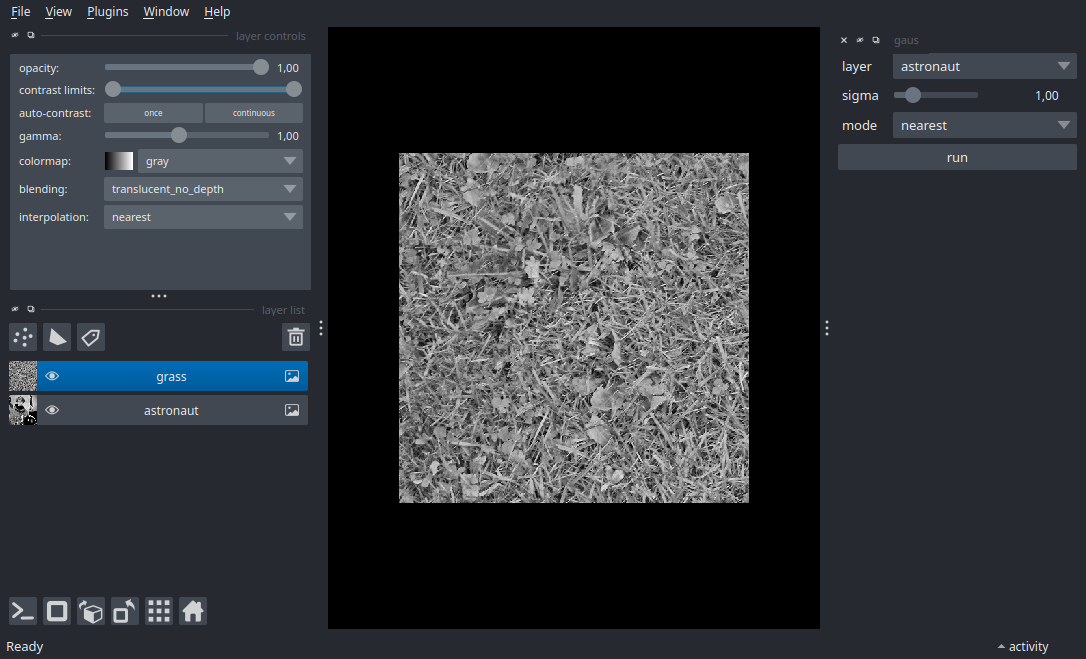 File View Plugins Window Help
layer controls
opacity: 1,00
contrast limits:
auto-contrast: once continuous
gamma: 1,00
colormap: gray
blending: translucent_no_depth
interpolation: nearest
layer list
grass
astronaut
gaus
layer astronaut
sigma 1,00
mode nearest
run
Ready
activity